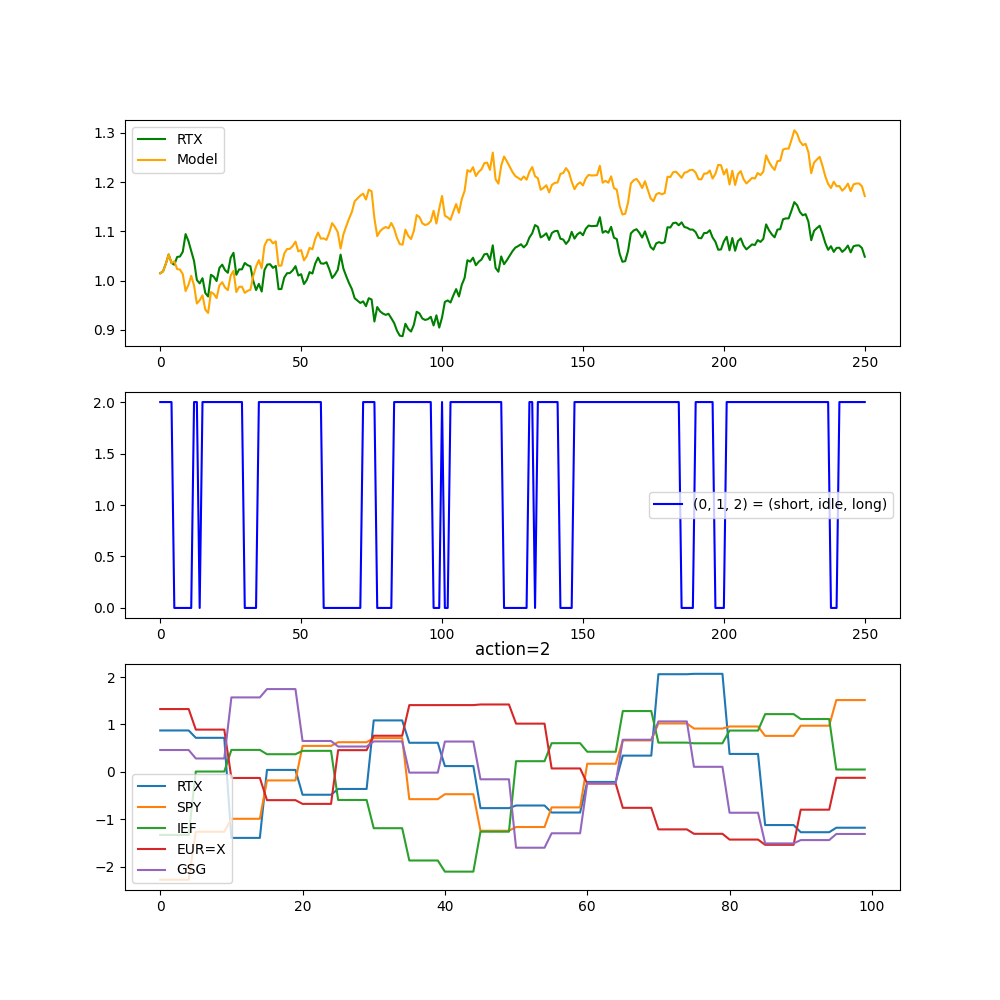 1.3
1.2
1.1
1.0
0.9
RTX
Model
0 50 100 150 200 250
2.0
1.5
1.0
0.5
0.0
(0, 1, 2) = (short, idle, long)
0 50 100 150 200 250
action=2
2
1
0
−1
−2
RTX
SPY
IEF
EUR=X
GSG
0 20 40 60 80 100